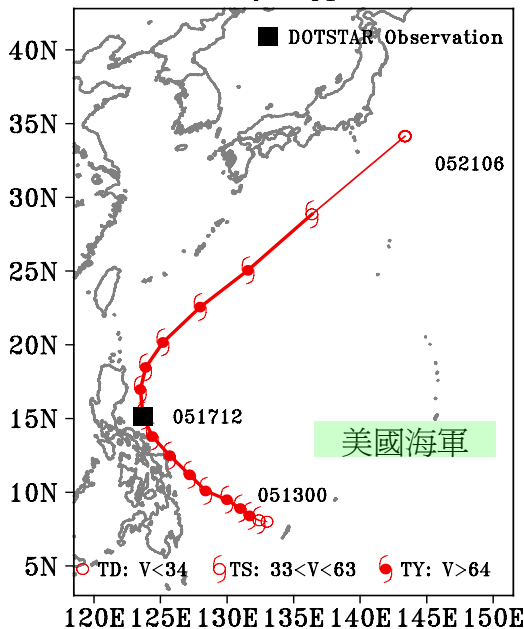 40N
DOTSTAR Observation
35N
052106
30N
25N
20N
15N
051712
美國海軍
10N
051300
5N
TD: V<34
TS: 33<V<63
TY: V>64
120E 125E 130E 135E 140E 145E 150E